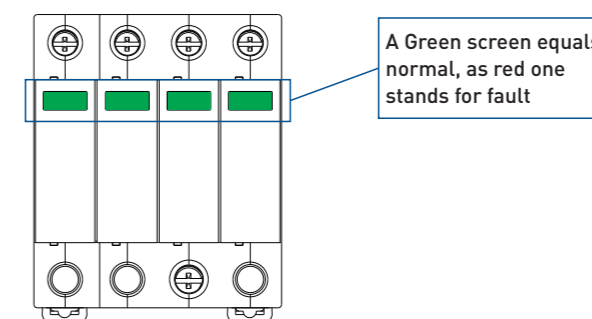 A Green screen equals
normal, as red one
stands for fault